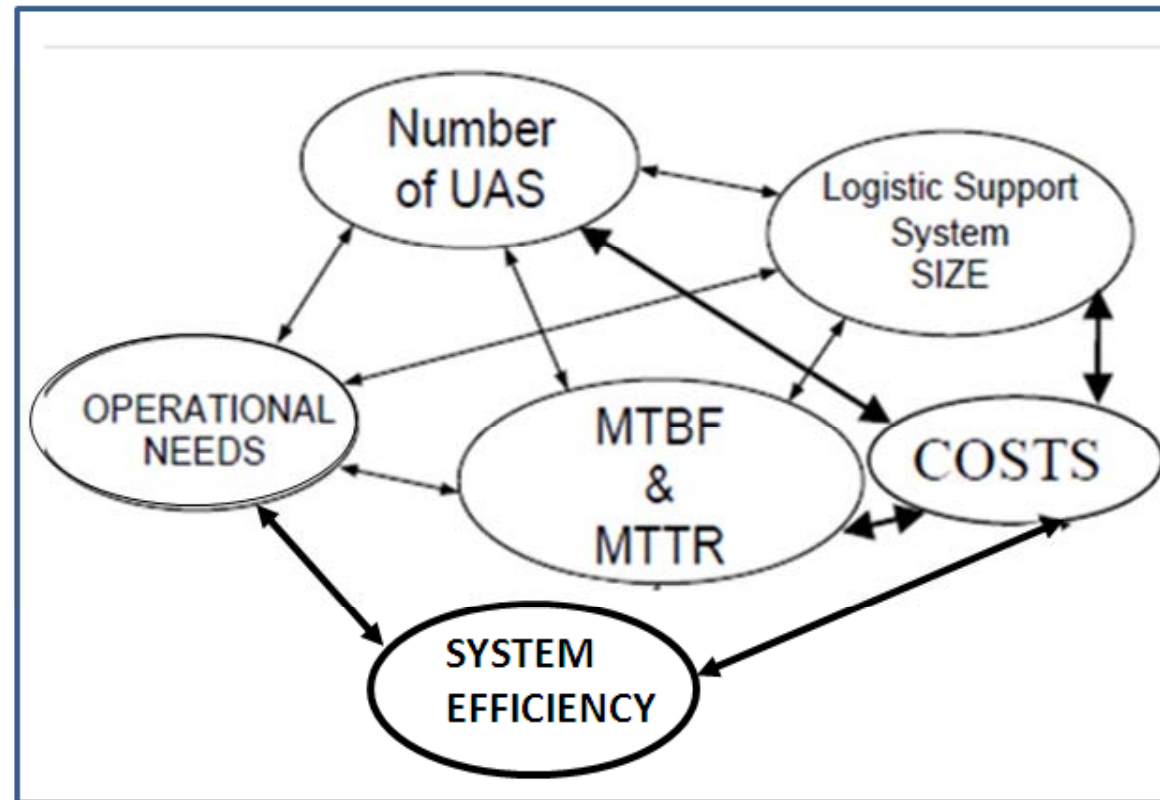 Number
of UAS
Logistic Support
System
SIZE
OPERATIONAL
NEEDS
MTBF
&
MTTR
COSTS
SYSTEM
EFFICIENCY